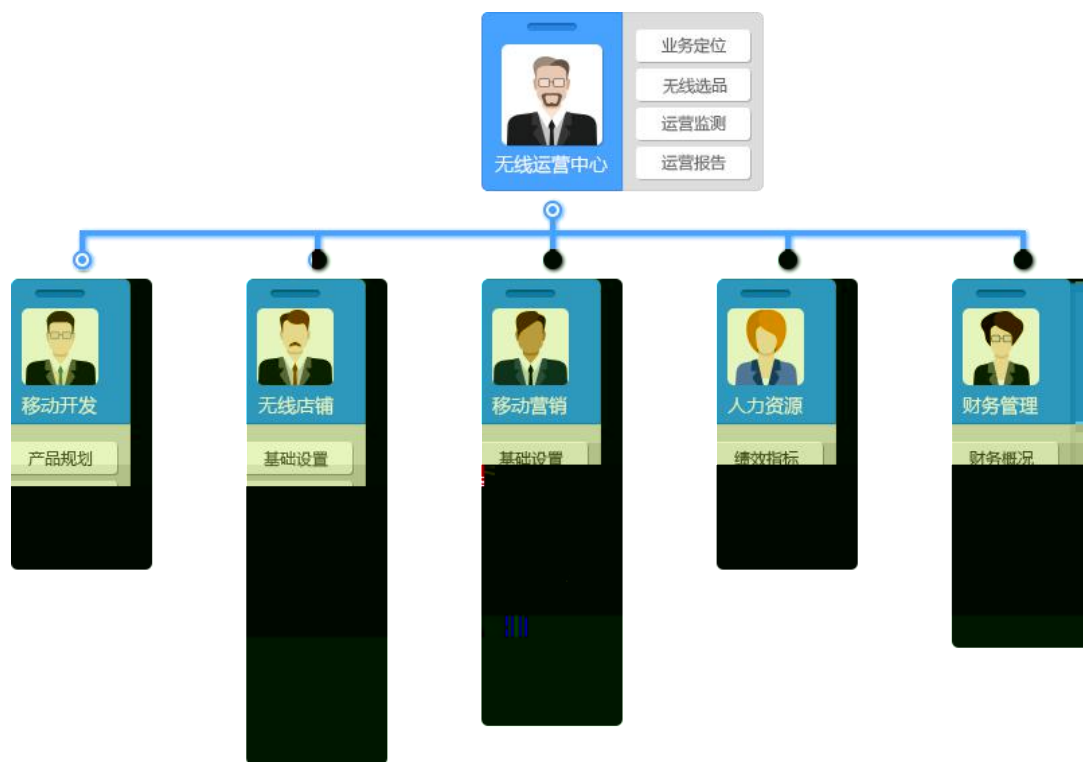 业务定位
无线选品
运营监测
运营报告
无线运营中心
移动开发
无线店铺
移动营销
人力资源
财务管理
产品规划
基础设置
基础设置
绩效指标
财务概况